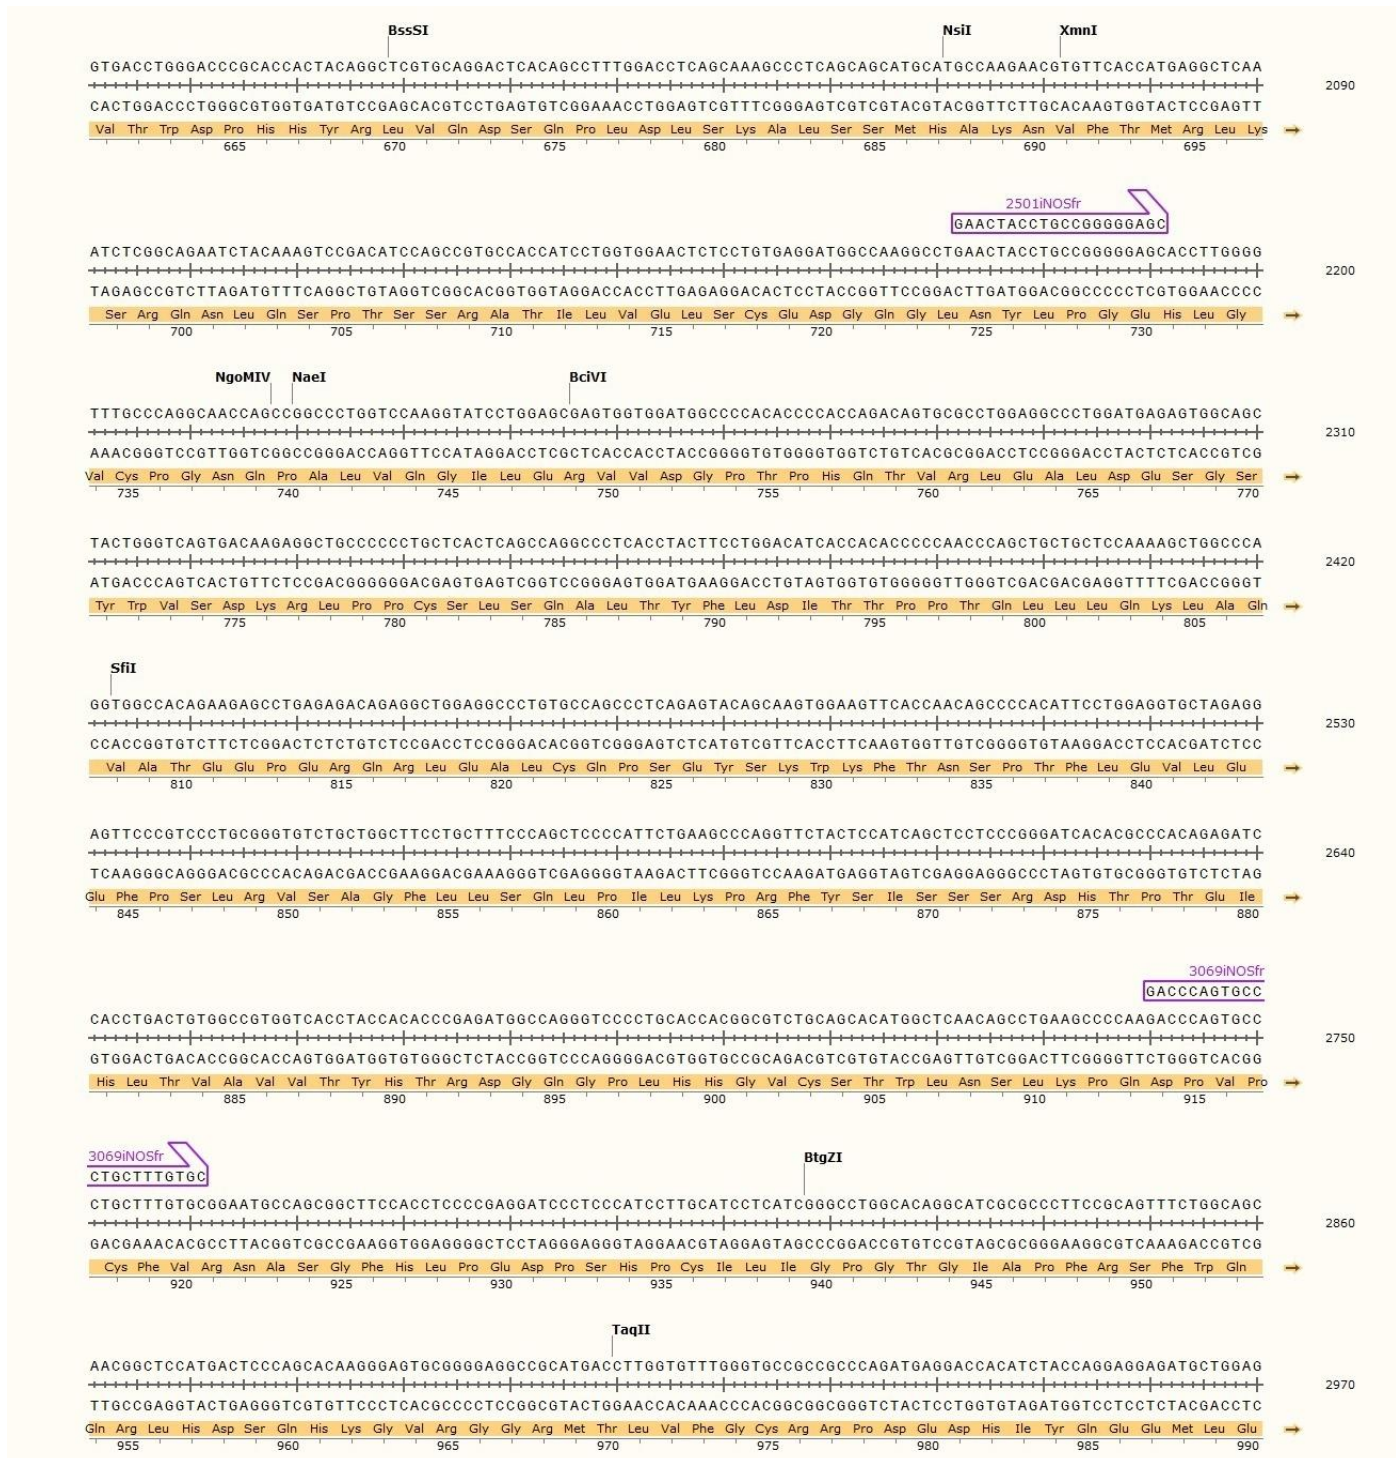 BssSI NsiI XmnI
GTGACCTGGGACCCGCACCACTACAGGCTCGTGCAGGACTCACAGCCTTTGGACCTCAGCAAAGCCCTCAGCAGCATGCATGCCAAGAACGTGTTCACCATGAGGCTCAA
2090
CACTGGACCCTGGGCGTGGTGATGTCCGAGCACGTCCTGAGTGTCGGAAACCTGGAGTCGTTTCGGGAGTCGTCGTACGTACGGTTCTTGCACAAGTGGTACTCCGAGTT
Val Thr Trp Asp Pro His His Tyr Arg Leu Val Gln Asp Ser Gln Pro Leu Asp Leu Ser Lys Ala Leu Ser Ser Met His Ala Lys Asn Val Phe Thr Met Arg Leu Lys
665 670 675 680 685 690 695
2501iNOSfr
GAACTACCTGCCGGGGGAGC
ATCTCGGCAGAATCTACAAAGTCCGACATCCAGCCGTGCCACCATCCTGGTGGAACTCTCCTGTGAGGATGGCCAAGGCCTGAACTACCTGCCGGGGGAGCACCTTGGGG
2200
TAGAGCCGTCTTAGATGTTTCAGGCTGTAGGTCGGCACGGTGGTAGGACCACCTTGAGAGGACACTCCTACCGGTTCCGGACTTGATGGACGGCCCCCTCGTGGAACCCC
Ser Arg Gln Asn Leu Gln Ser Pro Thr Ser Ser Arg Ala Thr Ile Leu Val Glu Leu Ser Cys Glu Asp Gly Gln Gly Leu Asn Tyr Leu Pro Gly Glu His Leu Gly
700 705 710 715 720 725 730
NgoMIV NaeI BciVI
TTTGCCCAGGCAACCAGCCGGCCCTGGTCCAAGGTATCCTGGAGCGAGTGGTGGATGGCCCCACACCCCACCAGACAGTGCGCCTGGAGGCCCTGGATGAGAGTGGCAGC
2310
AAACGGGTCCGTTGGTCGGCCGGGACCAGGTTCCATAGGACCTCGCTCACCACCTACCGGGGTGTGGGGTGGTCTGTCACGCGGACCTCCGGGACCTACTCTCACCGTCG
Val Cys Pro Gly Asn Gln Pro Ala Leu Val Gln Gly Ile Leu Glu Arg Val Val Asp Gly Pro Thr Pro His Gln Thr Val Arg Leu Glu Ala Leu Asp Glu Ser Gly Ser
735 740 745 750 755 760 765 770
TACTGGGTCAGTGACAAGAGGCTGCCCCCCTGCTCACTCAGCCAGGCCCTCACCTACTTCCTGGACATCACCACACCCCCAACCCAGCTGCTGCTCCAAAAGCTGGCCCA
2420
ATGACCCAGTCACTGTTCTCCGACGGGGGGACGAGTGAGTCGGTCCGGGAGTGGATGAAGGACCTGTAGTGGTGTGGGGGTTGGGTCGACGACGAGGTTTTCGACCGGGT
Tyr Trp Val Ser Asp Lys Arg Leu Pro Pro Cys Ser Leu Ser Gln Ala Leu Thr Tyr Phe Leu Asp Ile Thr Thr Pro Pro Thr Gln Leu Leu Leu Gln Lys Leu Ala Gln
775 780 785 790 795 800 805
SfiI
GGTGGCCACAGAAGAGCCTGAGAGACAGAGGCTGGAGGCCCTGTGCCAGCCCTCAGAGTACAGCAAGTGGAAGTTCACCAACAGCCCCACATTCCTGGAGGTGCTAGAGG
2530
CCACCGGTGTCTTCTCGGACTCTCTGTCTCCGACCTCCGGGACACGGTCGGGAGTCTCATGTCGTTCACCTTCAAGTGGTTGTCGGGGTGTAAGGACCTCCACGATCTCC
Val Ala Thr Glu Glu Pro Glu Arg Gln Arg Leu Glu Ala Leu Cys Gln Pro Ser Glu Tyr Ser Lys Trp Lys Phe Thr Asn Ser Pro Thr Phe Leu Glu Val Leu Glu
810 815 820 825 830 835 840
AGTTCCCGTCCCTGCGGGTGTCTGCTGGCTTCCTGCTTTCCCAGCTCCCCATTCTGAAGCCCAGGTTCTACTCCATCAGCTCCTCCCGGGATCACACGCCCACAGAGATC
2640
TCAAGGGCAGGGACGCCCACAGACGACCGAAGGACGAAAGGGTCGAGGGGTAAGACTTCGGGTCCAAGATGAGGTAGTCGAGGAGGGCCCTAGTGTGCGGGTGTCTCTAG
Glu Phe Pro Ser Leu Arg Val Ser Ala Gly Phe Leu Leu Ser Gln Leu Pro Ile Leu Lys Pro Arg Phe Tyr Ser Ile Ser Ser Ser Arg Asp His Thr Pro Thr Glu Ile
845 850 855 860 865 870 875 880
3069iNOSfr
GACCCAGTGCC
CACCTGACTGTGGCCGTGGTCACCTACCACACCCGAGATGGCCAGGGTCCCCTGCACCACGGCGTCTGCAGCACATGGCTCAACAGCCTGAAGCCCCAAGACCCAGTGCC
2750
GTGGACTGACACCGGCACCAGTGGATGGTGTGGGCTCTACCGGTCCCAGGGGACGTGGTGCCGCAGACGTCGTGTACCGAGTTGTCGGACTTCGGGGTTCTGGGTCACGG
His Leu Thr Val Ala Val Val Thr Tyr His Thr Arg Asp Gly Gln Gly Pro Leu His His Gly Val Cys Ser Thr Trp Leu Asn Ser Leu Lys Pro Gln Asp Pro Val Pro
885 890 895 900 905 910 915
3069iNOSfr
CTGCTTTGTGC
BtgZI
CTGCTTTGTGCGGAATGCCAGCGGCTTCCACCTCCCCGAGGATCCCTCCCATCCTTGCATCCTCATCGGGCCTGGCACAGGCATCGCGCCCTTCCGCAGTTTCTGGCAGC
2860
GACGAAACACGCCTTACGGTCGCCGAAGGTGGAGGGGCTCCTAGGGAGGGTAGGAACGTAGGAGTAGCCCGGACCGTGTCCGTAGCGCGGGAAGGCGTCAAAGACCGTCG
Cys Phe Val Arg Asn Ala Ser Gly Phe His Leu Pro Glu Asp Pro Ser His Pro Cys Ile Leu Ile Gly Pro Gly Thr Gly Ile Ala Pro Phe Arg Ser Phe Trp Gln
920 925 930 935 940 945 950
TaqII
AACGGCTCCATGACTCCCAGCACAAGGGAGTGCGGGGAGGCCGCATGACCTTGGTGTTTGGGTGCCGCCGCCCAGATGAGGACCACATCTACCAGGAGGAGATGCTGGAG
2970
TTGCCGAGGTACTGAGGGTCGTGTTCCCTCACGCCCCTCCGGCGTACTGGAACCACAAACCCACGGCGGCGGGTCTACTCCTGGTGTAGATGGTCCTCCTCTACGACCTC
Gln Arg Leu His Asp Ser Gln His Lys Gly Val Arg Gly Gly Arg Met Thr Leu Val Phe Gly Cys Arg Arg Pro Asp Glu Asp His Ile Tyr Gln Glu Glu Met Leu Glu
955 960 965 970 975 980 985 990